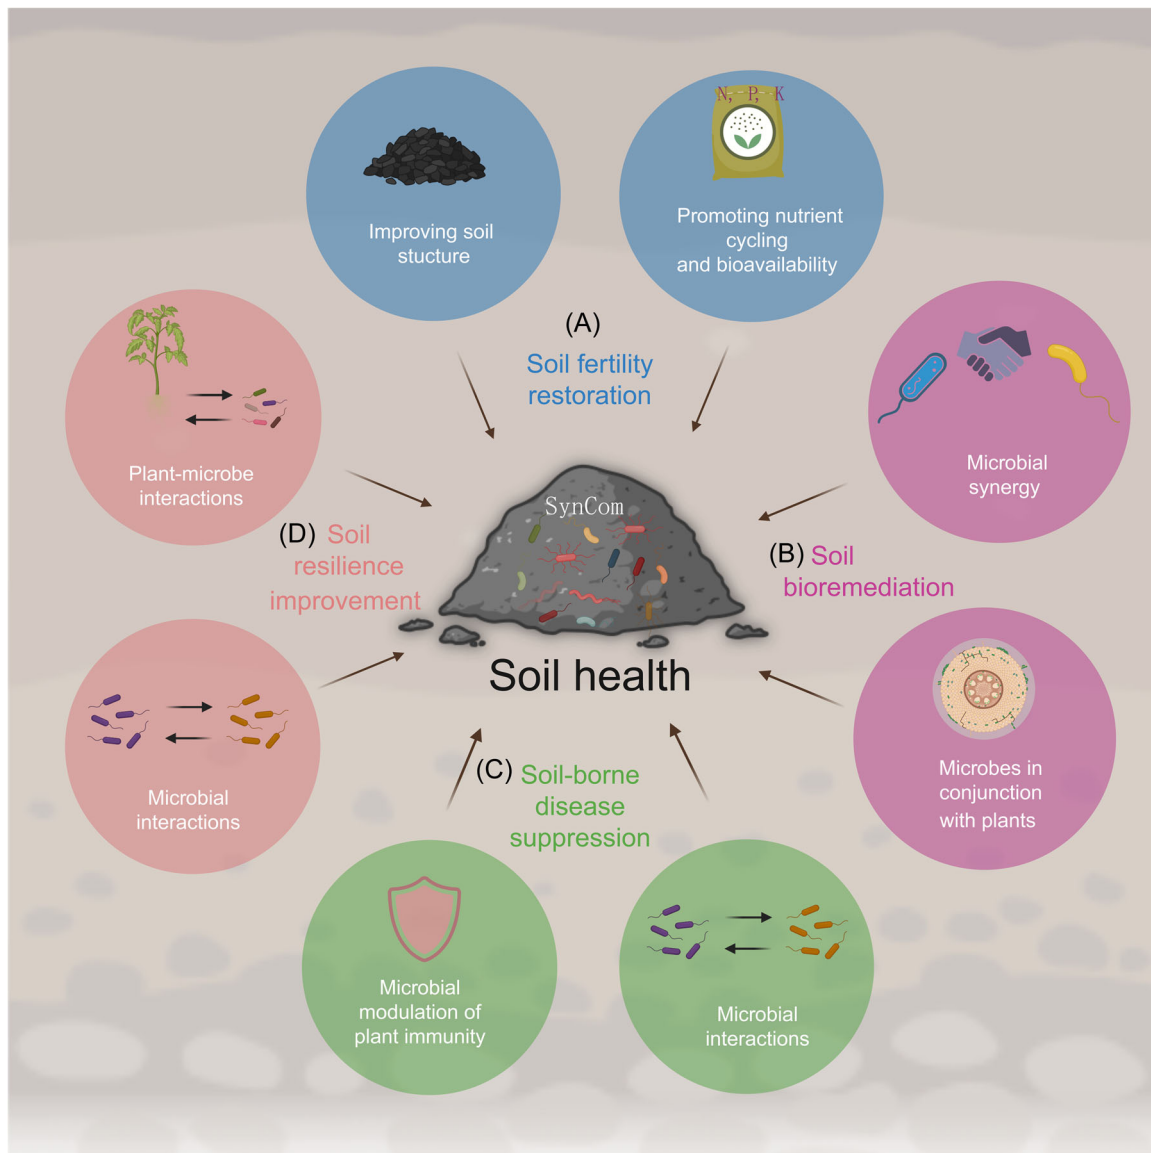 N, P, K
Improving soil
stucture
Promoting nutrient
cycling
and bioavailability
(A)
Soil fertility
restoration
Plant-microbe
interactions
Microbial
synergy
SynCom
(D) Soil
resilience
improvement
(B) Soil
bioremediation
Soil health
Microbial
interactions
Microbes in
conjunction
with plants
(C) Soil-borne
disease
suppression
Microbial
modulation of
plant immunity
Microbial
interactions